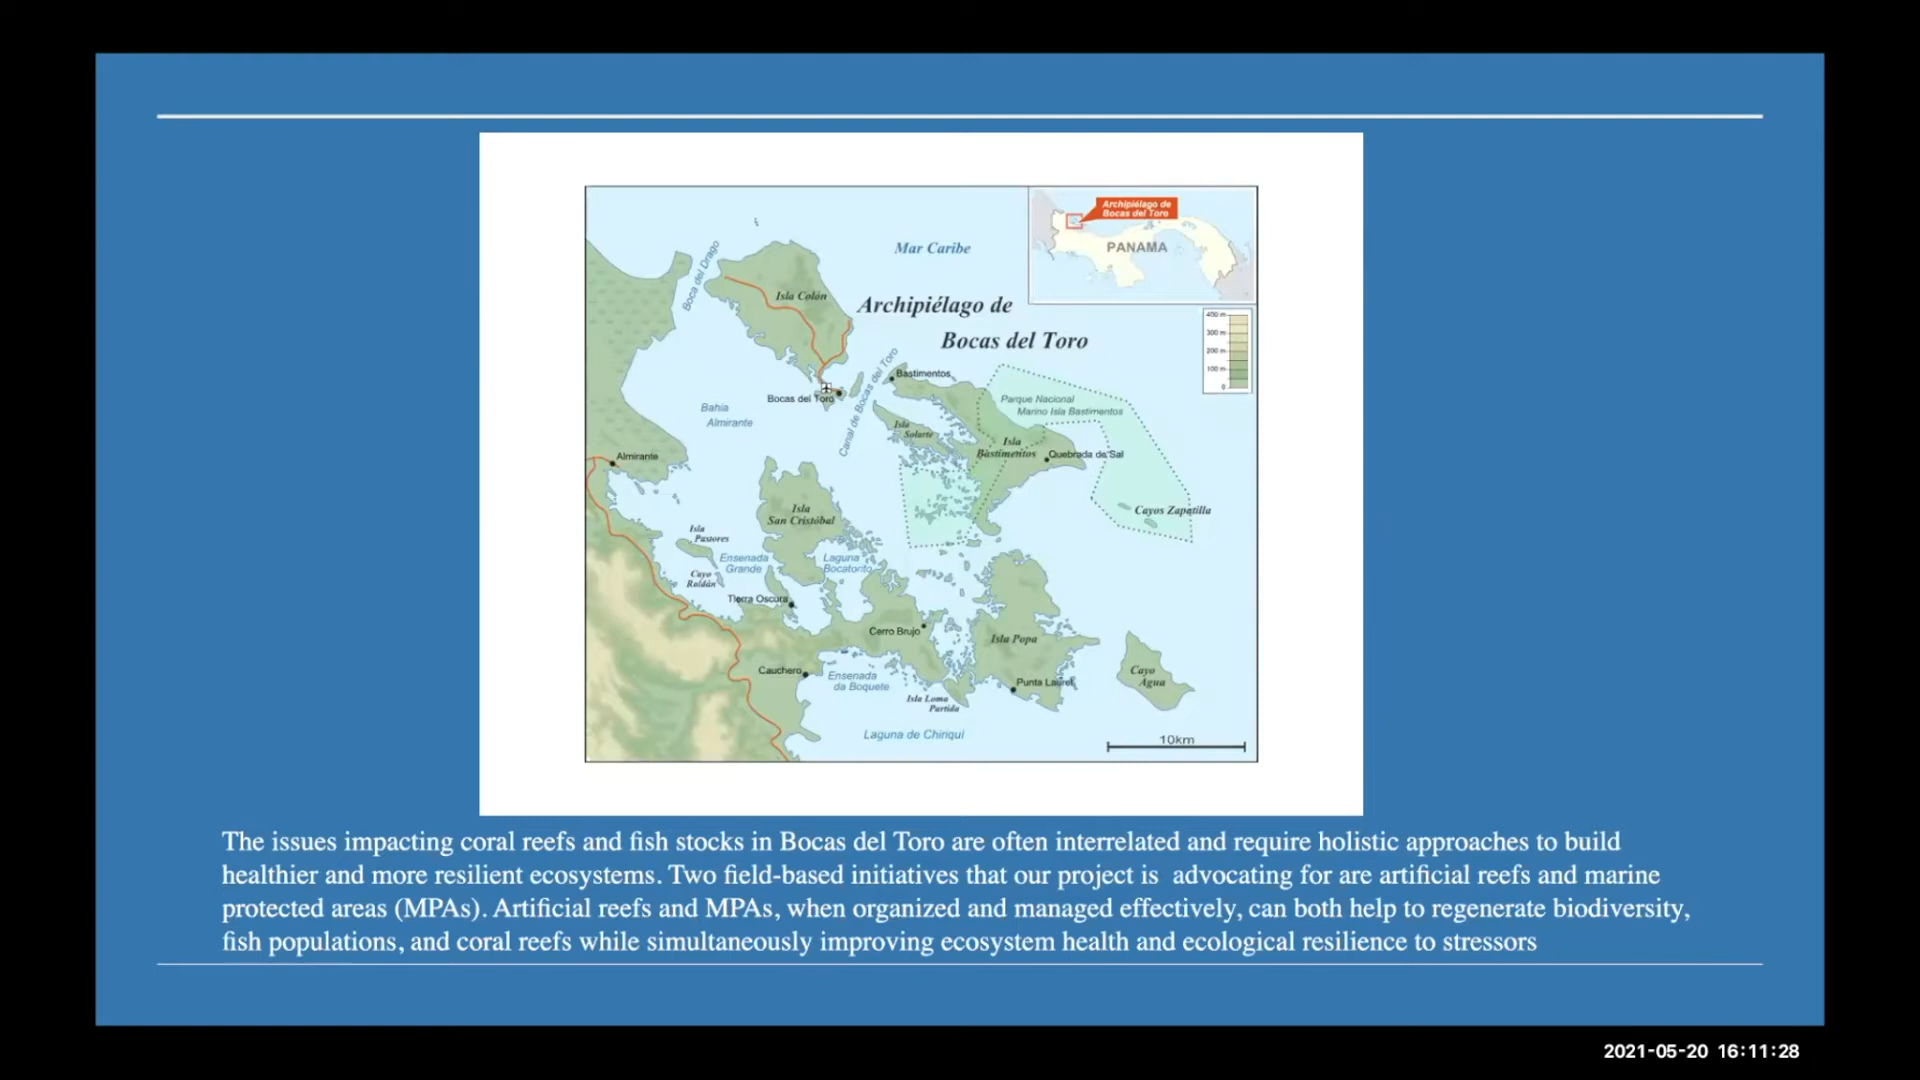 Archipiélago de
Bocas del Toro
PANAMA
Mar Caribe
Boca del Drago
Isla Colón
Archipiélago de
Bocas del Toro
400 m
300 m
200 m
100 m
0
Canal de Bocas del Toro
Bastimentos
Bocas del Toro
Parque Nacional
Marino Isla Bastimentos
Bahía
Almirante
Isla
Solarte
Isla
Bastimentos
Quebrada de Sal
Almirante
Cayos Zapatilla
Isla
San Cristóbal
Isla
Pastores
Ensenada
Grande
Laguna
Bocatorito
Cayo
Roldán
Tierra Oscura
Cerro Brujo
Isla Popa
Cauchero
Ensenada
da Boquete
Cayo
Agua
Punta Laurel
Isla Loma
Partida
Laguna de Chiriquí
10km
The issues impacting coral reefs and fish stocks in Bocas del Toro are often interrelated and require holistic approaches to build
healthier and more resilient ecosystems. Two field-based initiatives that our project is  advocating for are artificial reefs and marine
protected areas (MPAs). Artificial reefs and MPAs, when organized and managed effectively, can both help to regenerate biodiversity,
fish populations, and coral reefs while simultaneously improving ecosystem health and ecological resilience to stressors
2021-05-20 16:11:28